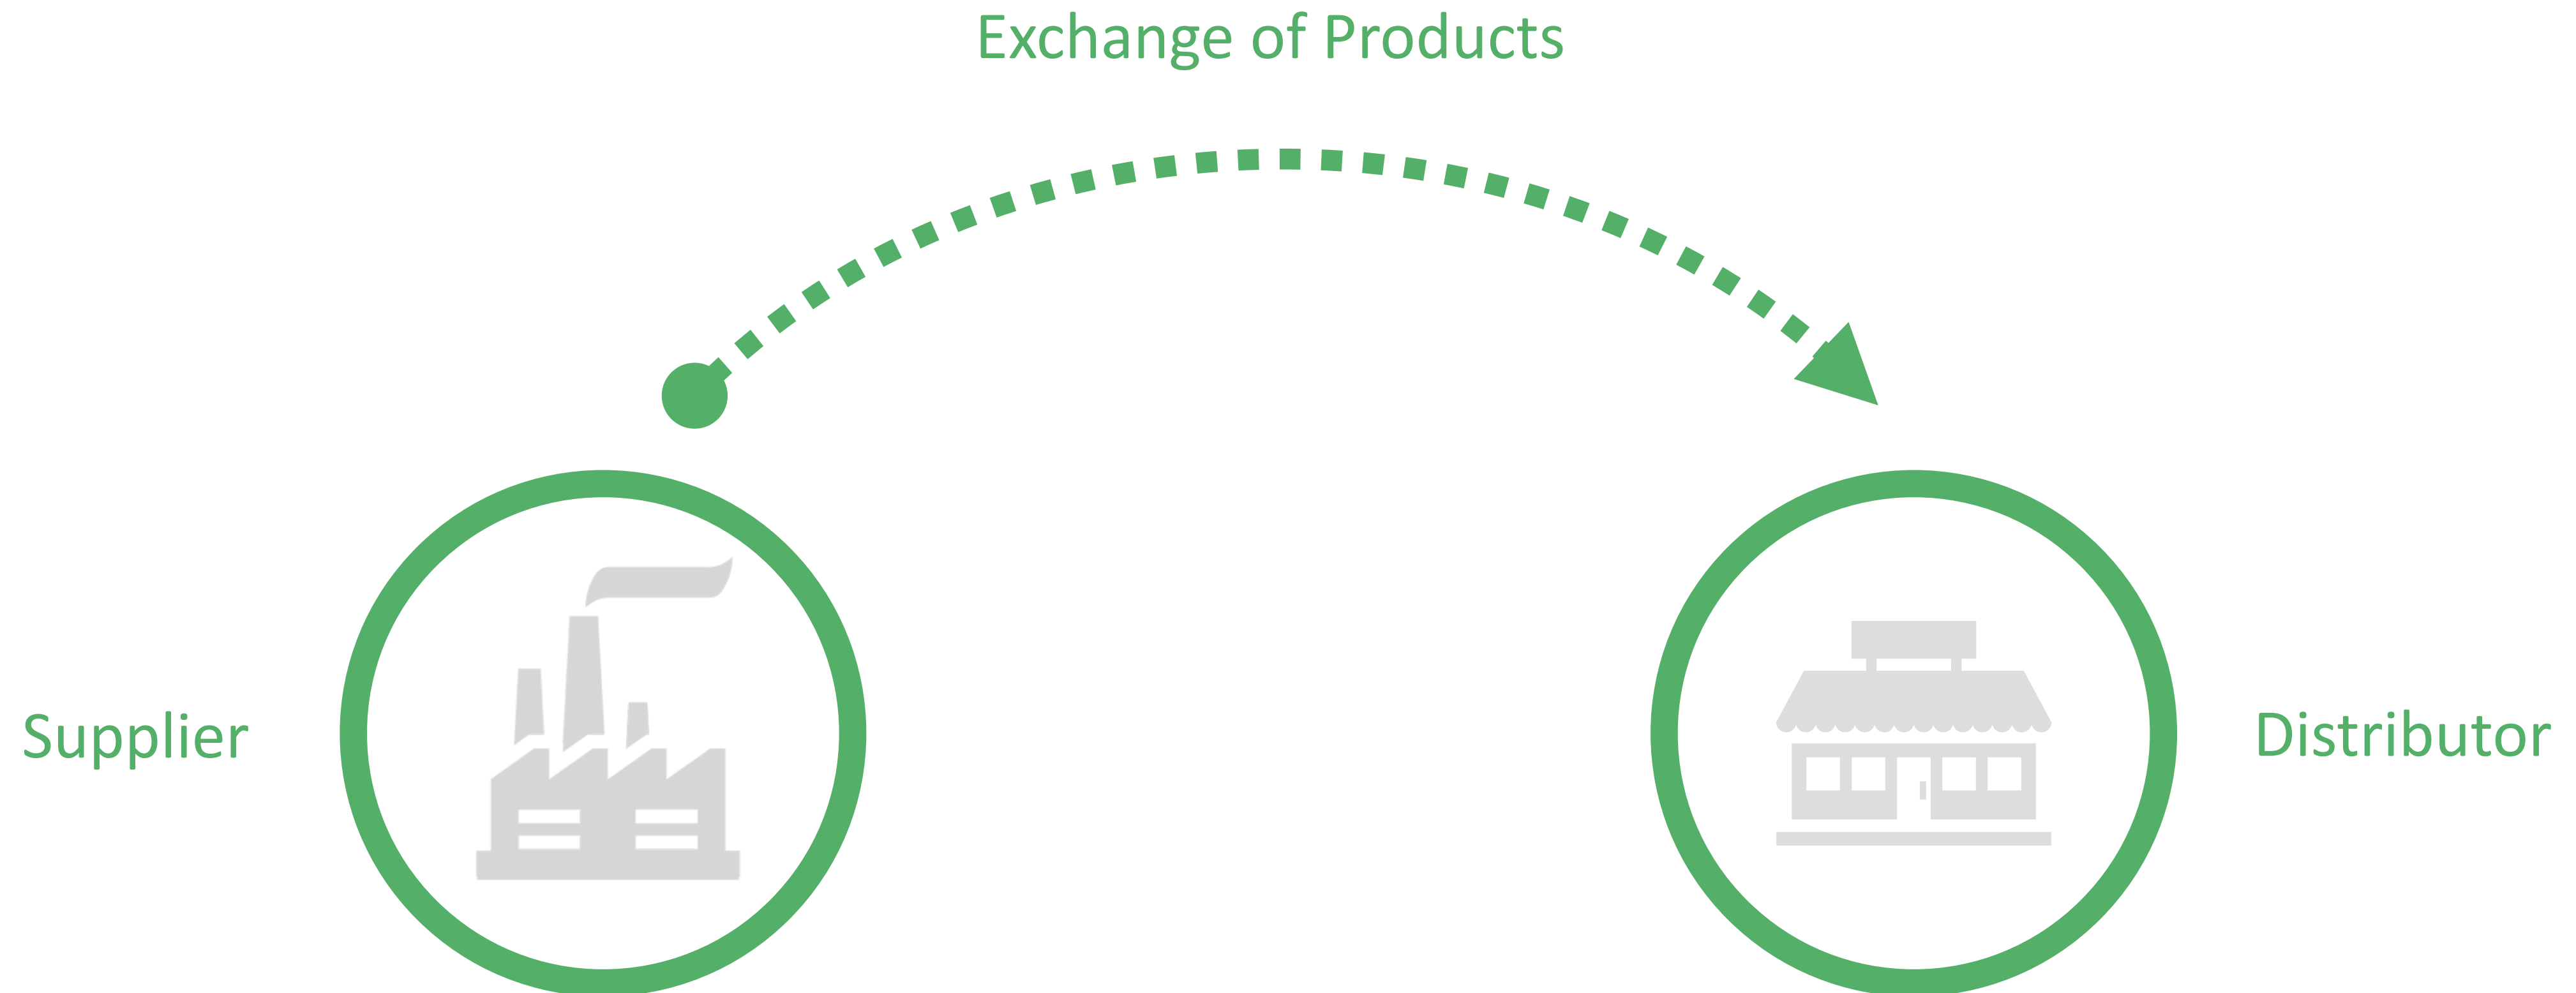 Exchange of Products
Supplier
Distributor